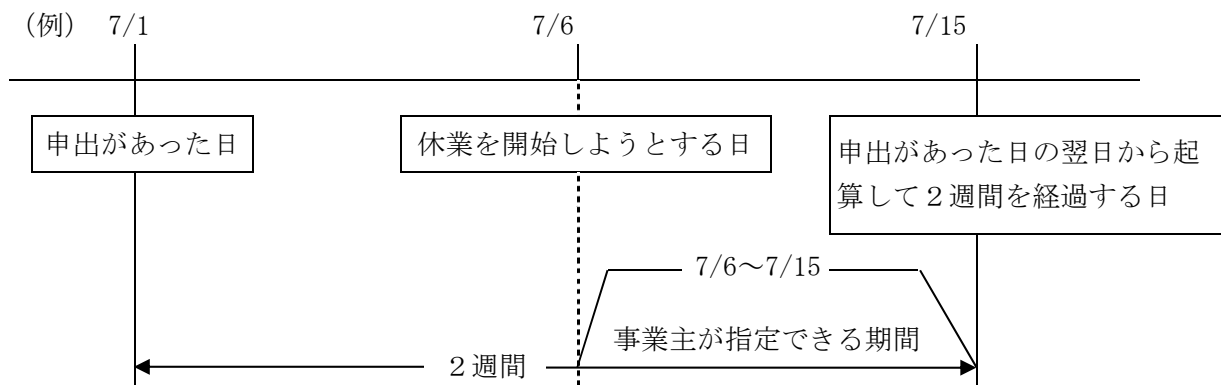 (例) 7/1 7/6 7/15
申出があった日
休業を開始しようとする日
申出があった日の翌日から起
算して２週間を経過する日
7/6～7/15
事業主が指定できる期間
２週間